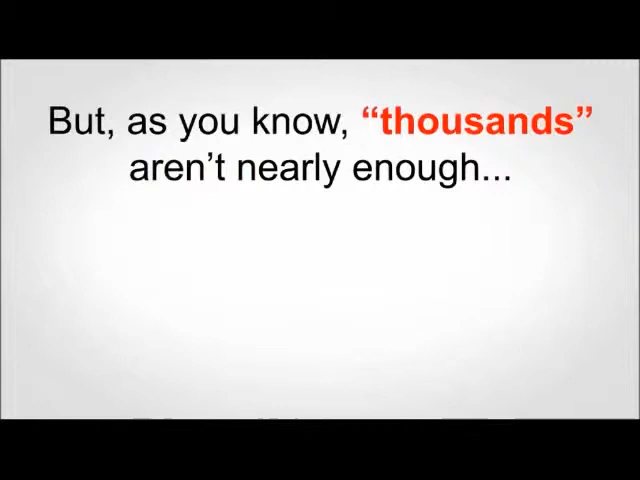 But, as you know, “thousands”
aren’t nearly enough...